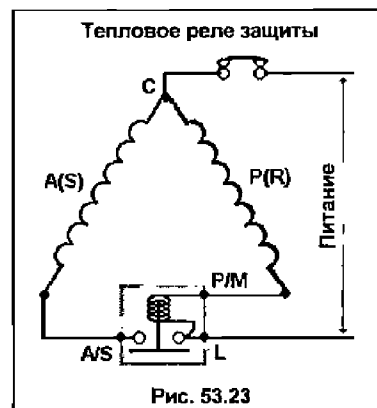 Тепловое реле защиты
C
A(S)
P(R)
Питание
P/M
A/S
L
Рис. 53.23